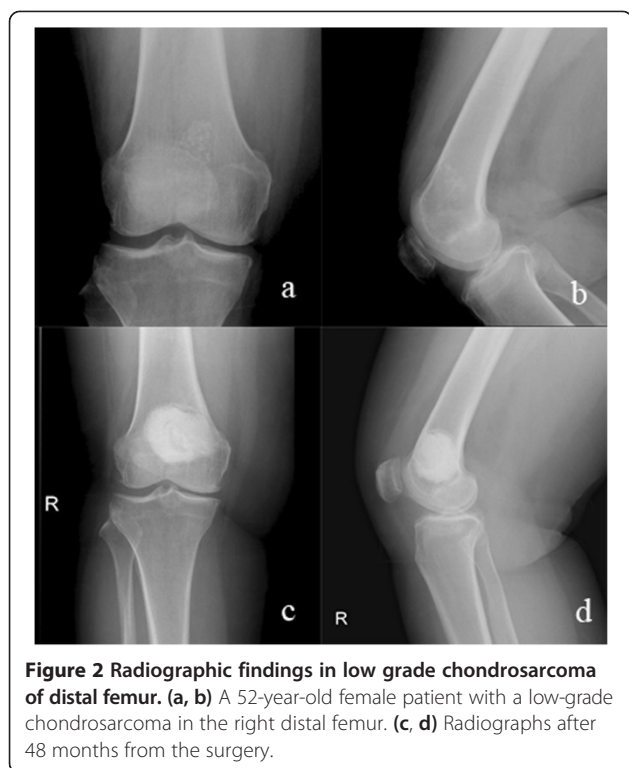 a
b
R
c
d
R
Figure 2 Radiographic findings in low grade chondrosarcoma
of distal femur. (a, b) A 52-year-old female patient with a low-grade
chondrosarcoma in the right distal femur. (c, d) Radiographs after
48 months from the surgery.